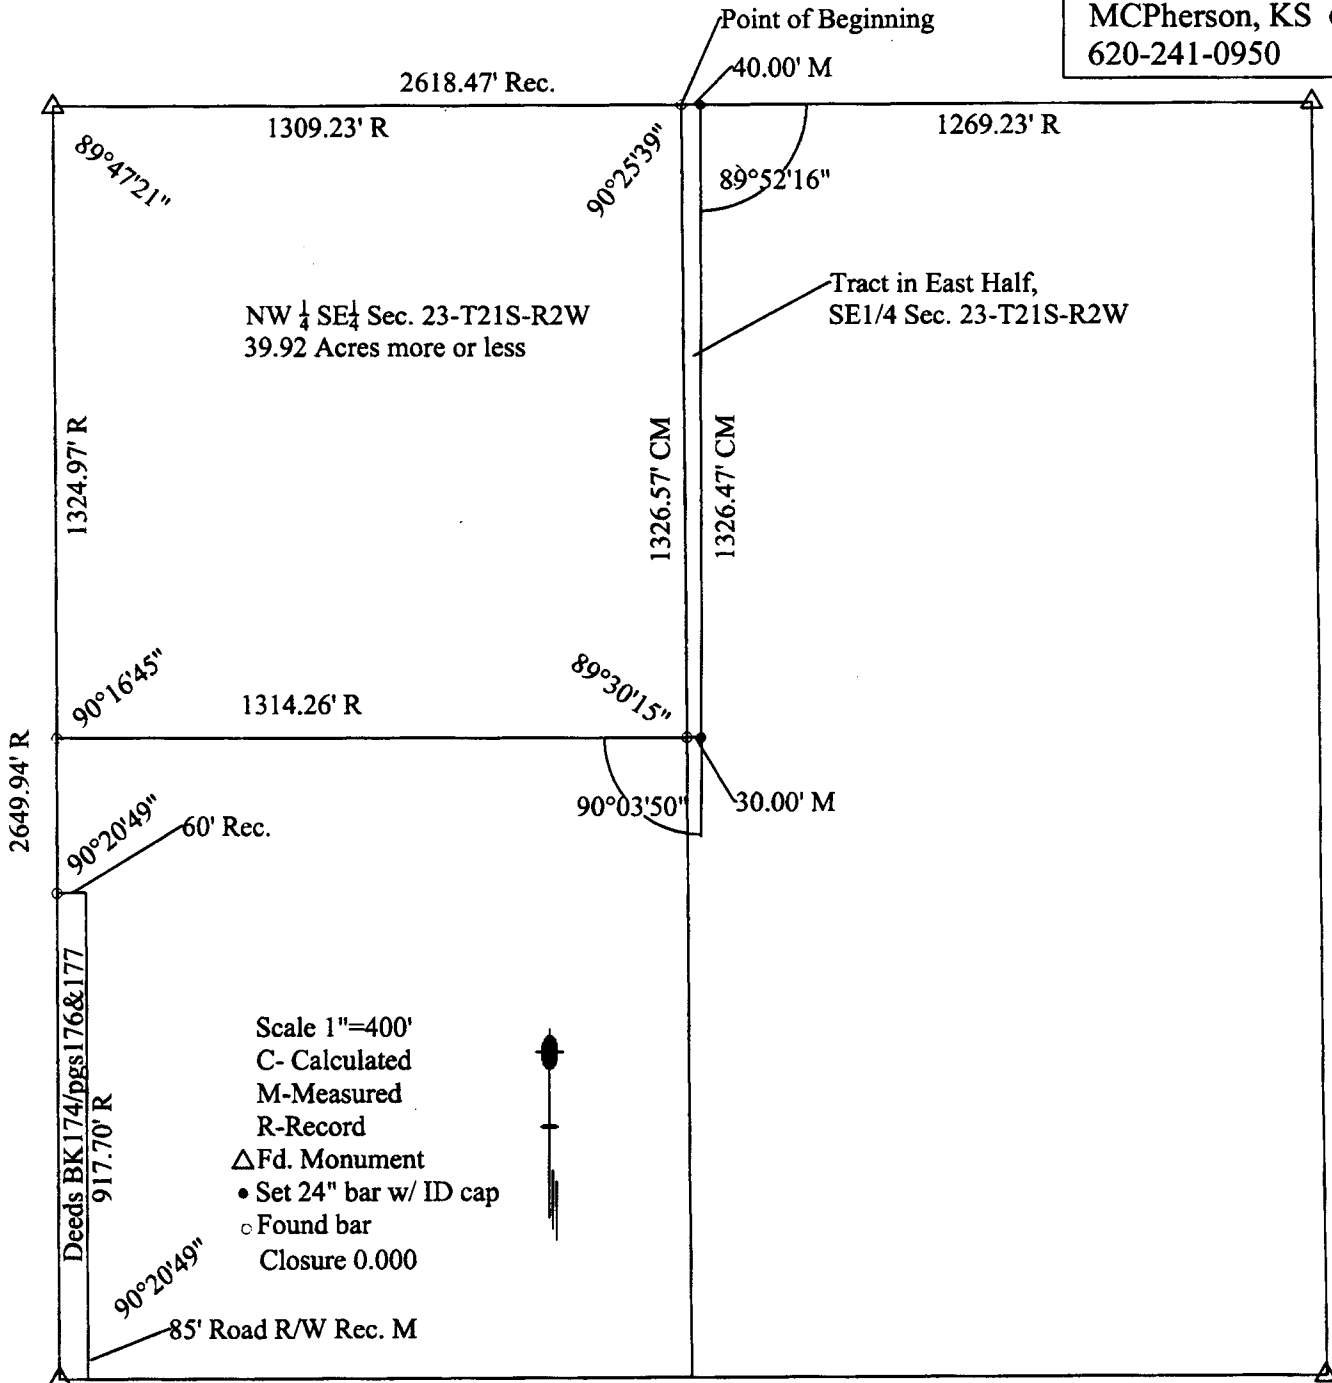 MCPherson, KS
620-241-0950
Point of Beginning
40.00' M
2618.47' Rec.
1309.23' R
1269.23' R
89°47'21"
90°25'39"
89°52'16"
Tract in East Half,
SE1/4 Sec. 23-T21S-R2W
NW 1/4 SE1/4 Sec. 23-T21S-R2W
39.92 Acres more or less
1324.97' R
1326.57' CM
1326.47' CM
90°16'45"
1314.26' R
89°30'15"
2649.94' R
90°03'50"
30.00' M
90°20'49"
60' Rec.
Deeds BK174/pgs176&177
917.70' R
Scale 1"=400'
C- Calculated
M-Measured
R-Record
Fd. Monument
Set 24" bar w/ ID cap
Found bar
Closure 0.000
90°20'49"
85' Road R/W Rec. M